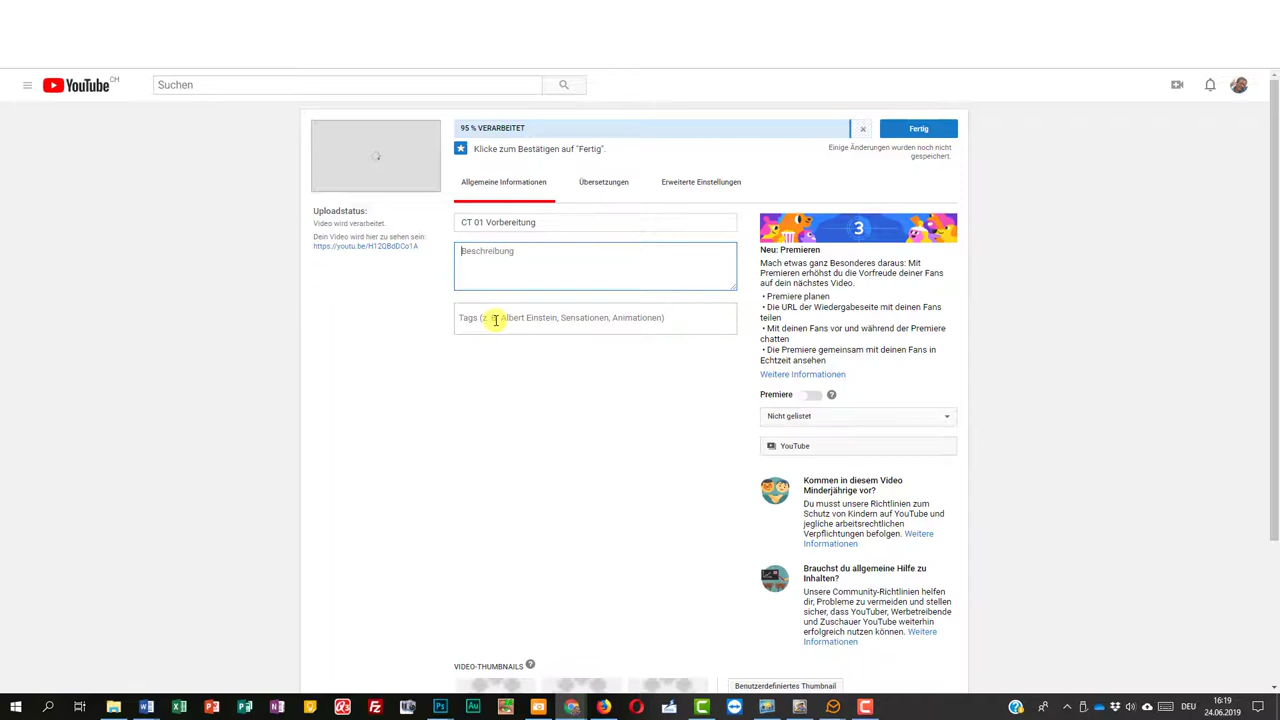 YouTube CH
Suchen
95 % VERARBEITET
Fertig
Klicke zum Bestätigen auf "Fertig".
Einige Änderungen wurden noch nicht
gespeichert.
Allgemeine Informationen
Übersetzungen
Erweiterte Einstellungen
Uploadstatus:
Video wird verarbeitet.
Dein Video wird hier zu sehen sein:
https://youtu.be/H12QBdDCo1A
CT 01 Vorbereitung
Beschreibung
Tags (z. B. Albert Einstein, Sensationen, Animationen)
3
Neu: Premieren
Mach etwas ganz Besonderes daraus: Mit
Premieren erhöhst du die Vorfreude deiner Fans
auf dein nächstes Video.
• Premiere planen
• Die URL der Wiedergabeseite mit deinen Fans
teilen
• Mit deinen Fans vor und während der Premiere
chatten
• Die Premiere gemeinsam mit deinen Fans in
Echtzeit ansehen
Weitere Informationen
Premiere
Nicht gelistet
YouTube
Kommen in diesem Video
Minderjährige vor?
Du musst unsere Richtlinien zum
Schutz von Kindern auf YouTube und
jegliche arbeitsrechtlichen
Verpflichtungen befolgen. Weitere
Informationen
Brauchst du allgemeine Hilfe zu
Inhalten?
Unsere Community-Richtlinien helfen
dir, Probleme zu vermeiden und stellen
sicher, dass YouTuber, Werbetreibende
und Zuschauer YouTube weiterhin
erfolgreich nutzen können. Weitere
Informationen
VIDEO-THUMBNAILS
Benutzerdefiniertes Thumbnail
DEU
16:19
24.06.2019